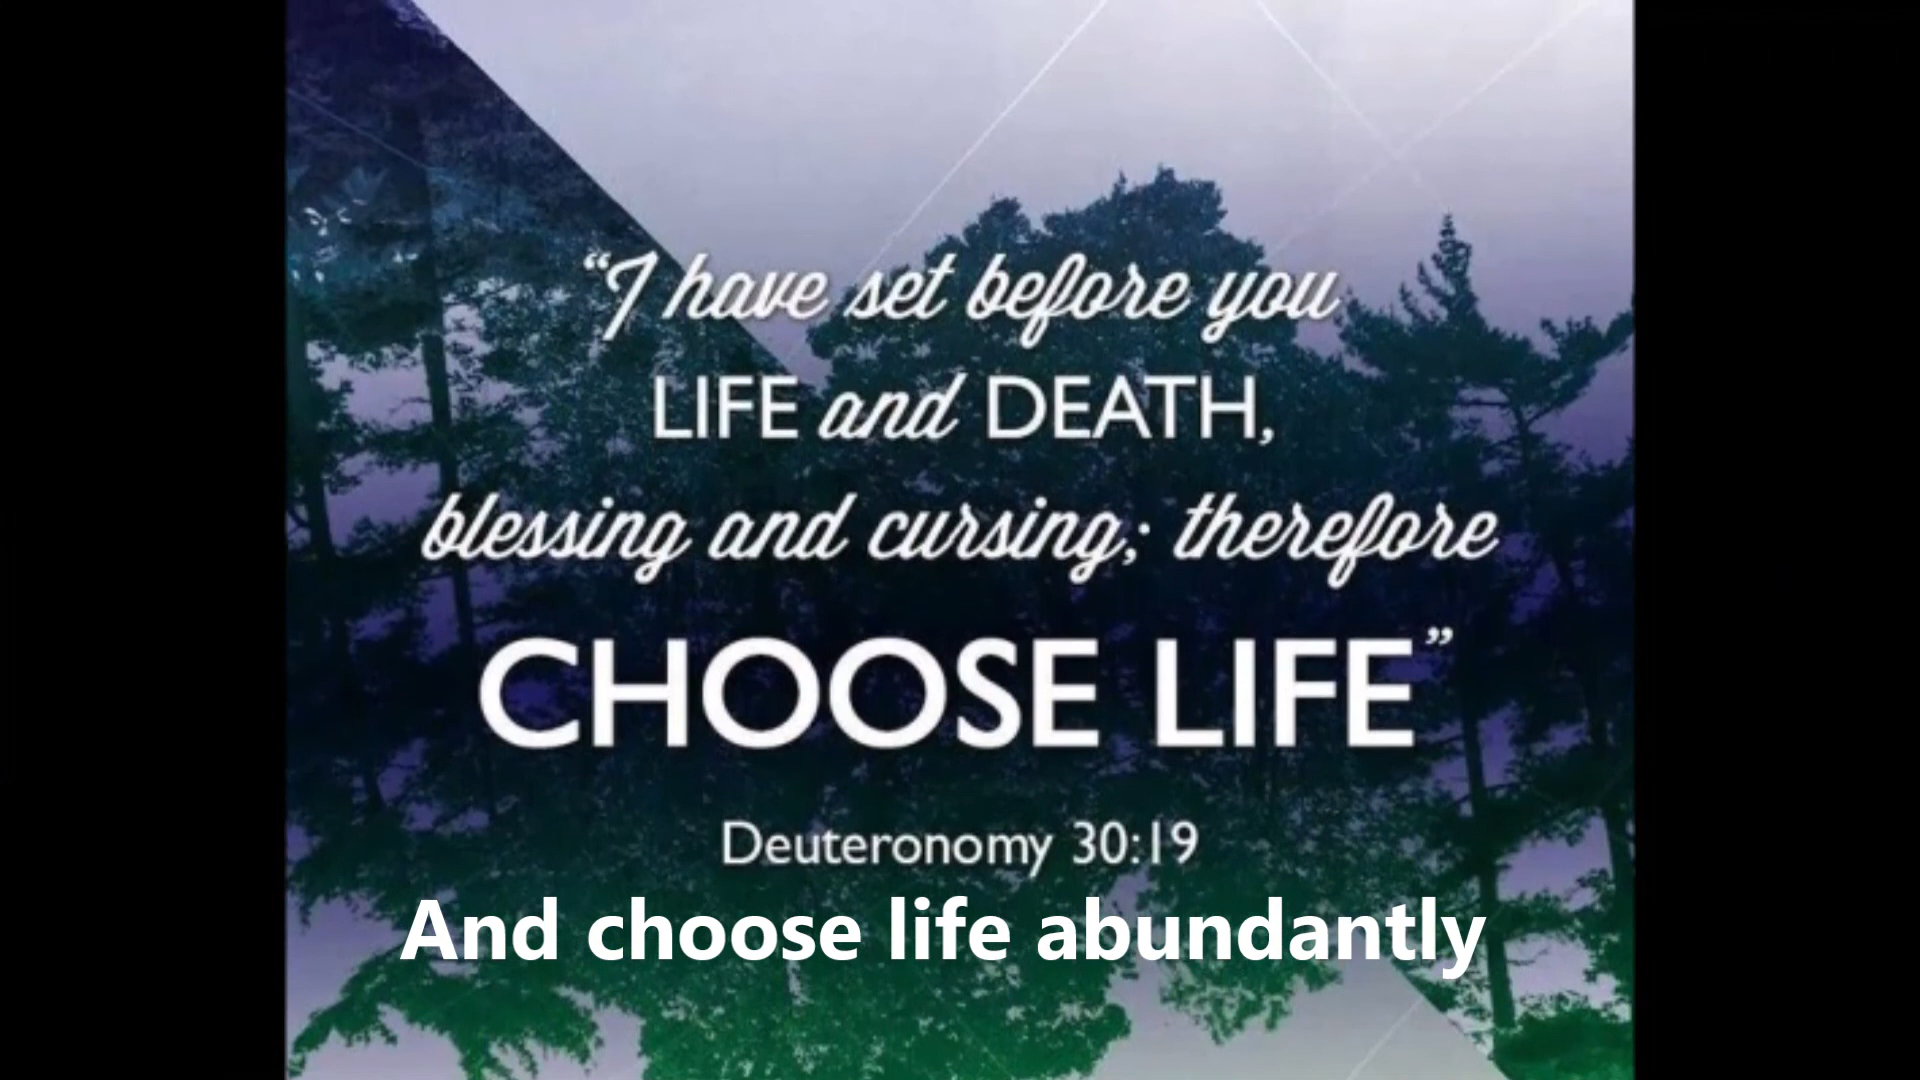 “I have set before you
LIFE and DEATH,
blessing and cursing; therefore
CHOOSE LIFE”
Deuteronomy 30:19
And choose life abundantly